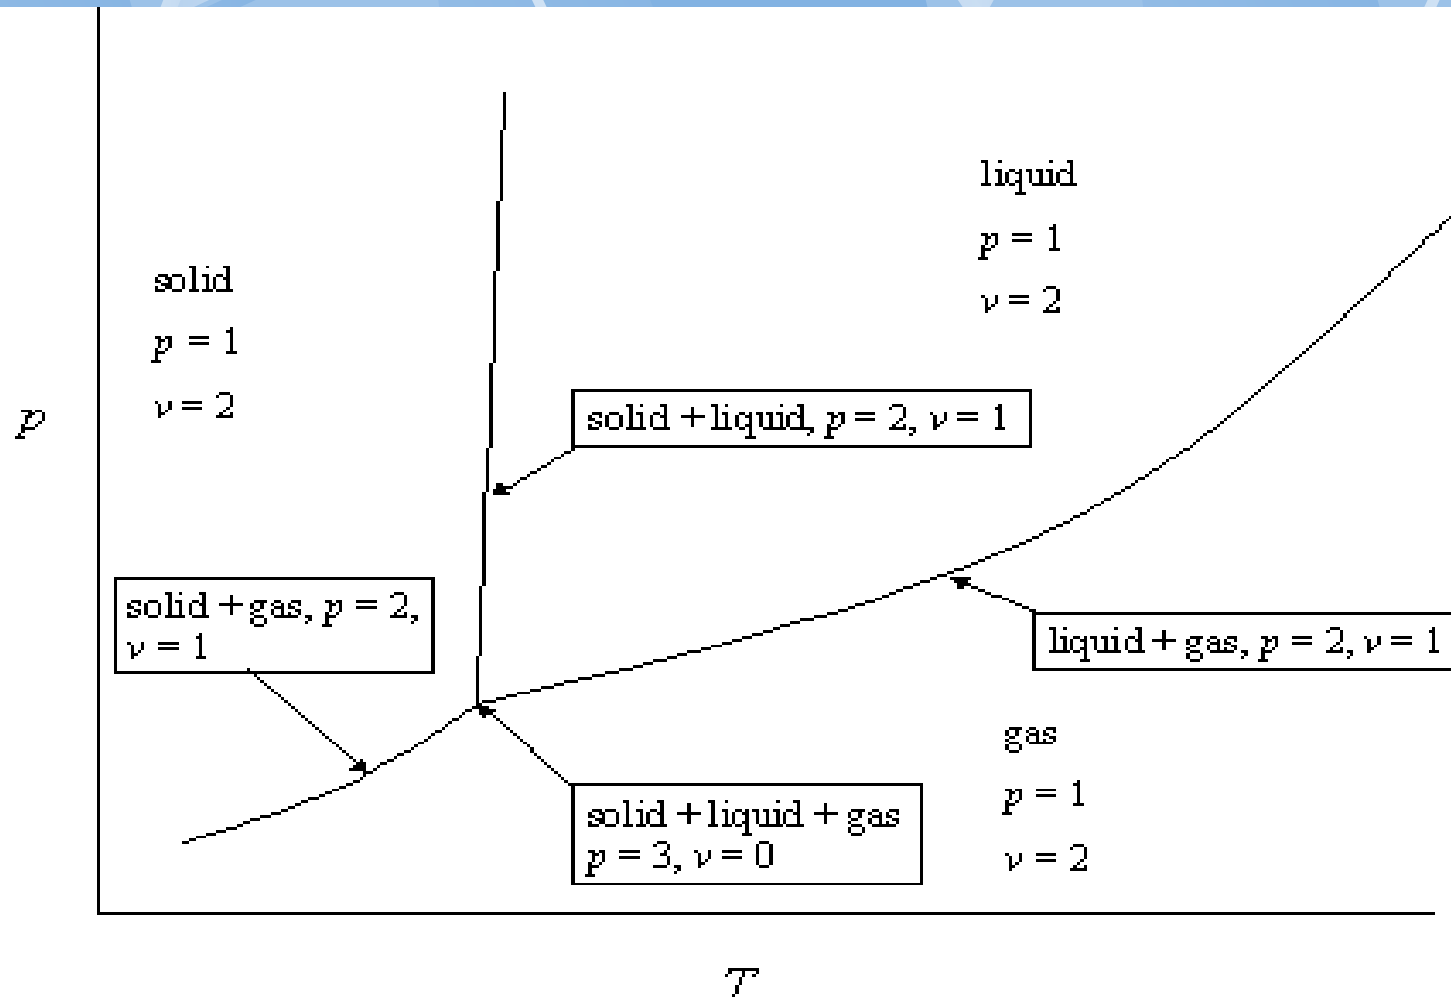 liquid
p = 1
ν = 2
solid
p = 1
ν = 2
p
solid + liquid, p = 2, ν = 1
solid + gas, p = 2,
ν = 1
liquid + gas, p = 2, ν = 1
gas
p = 1
ν = 2
solid + liquid + gas
p = 3, ν = 0
T